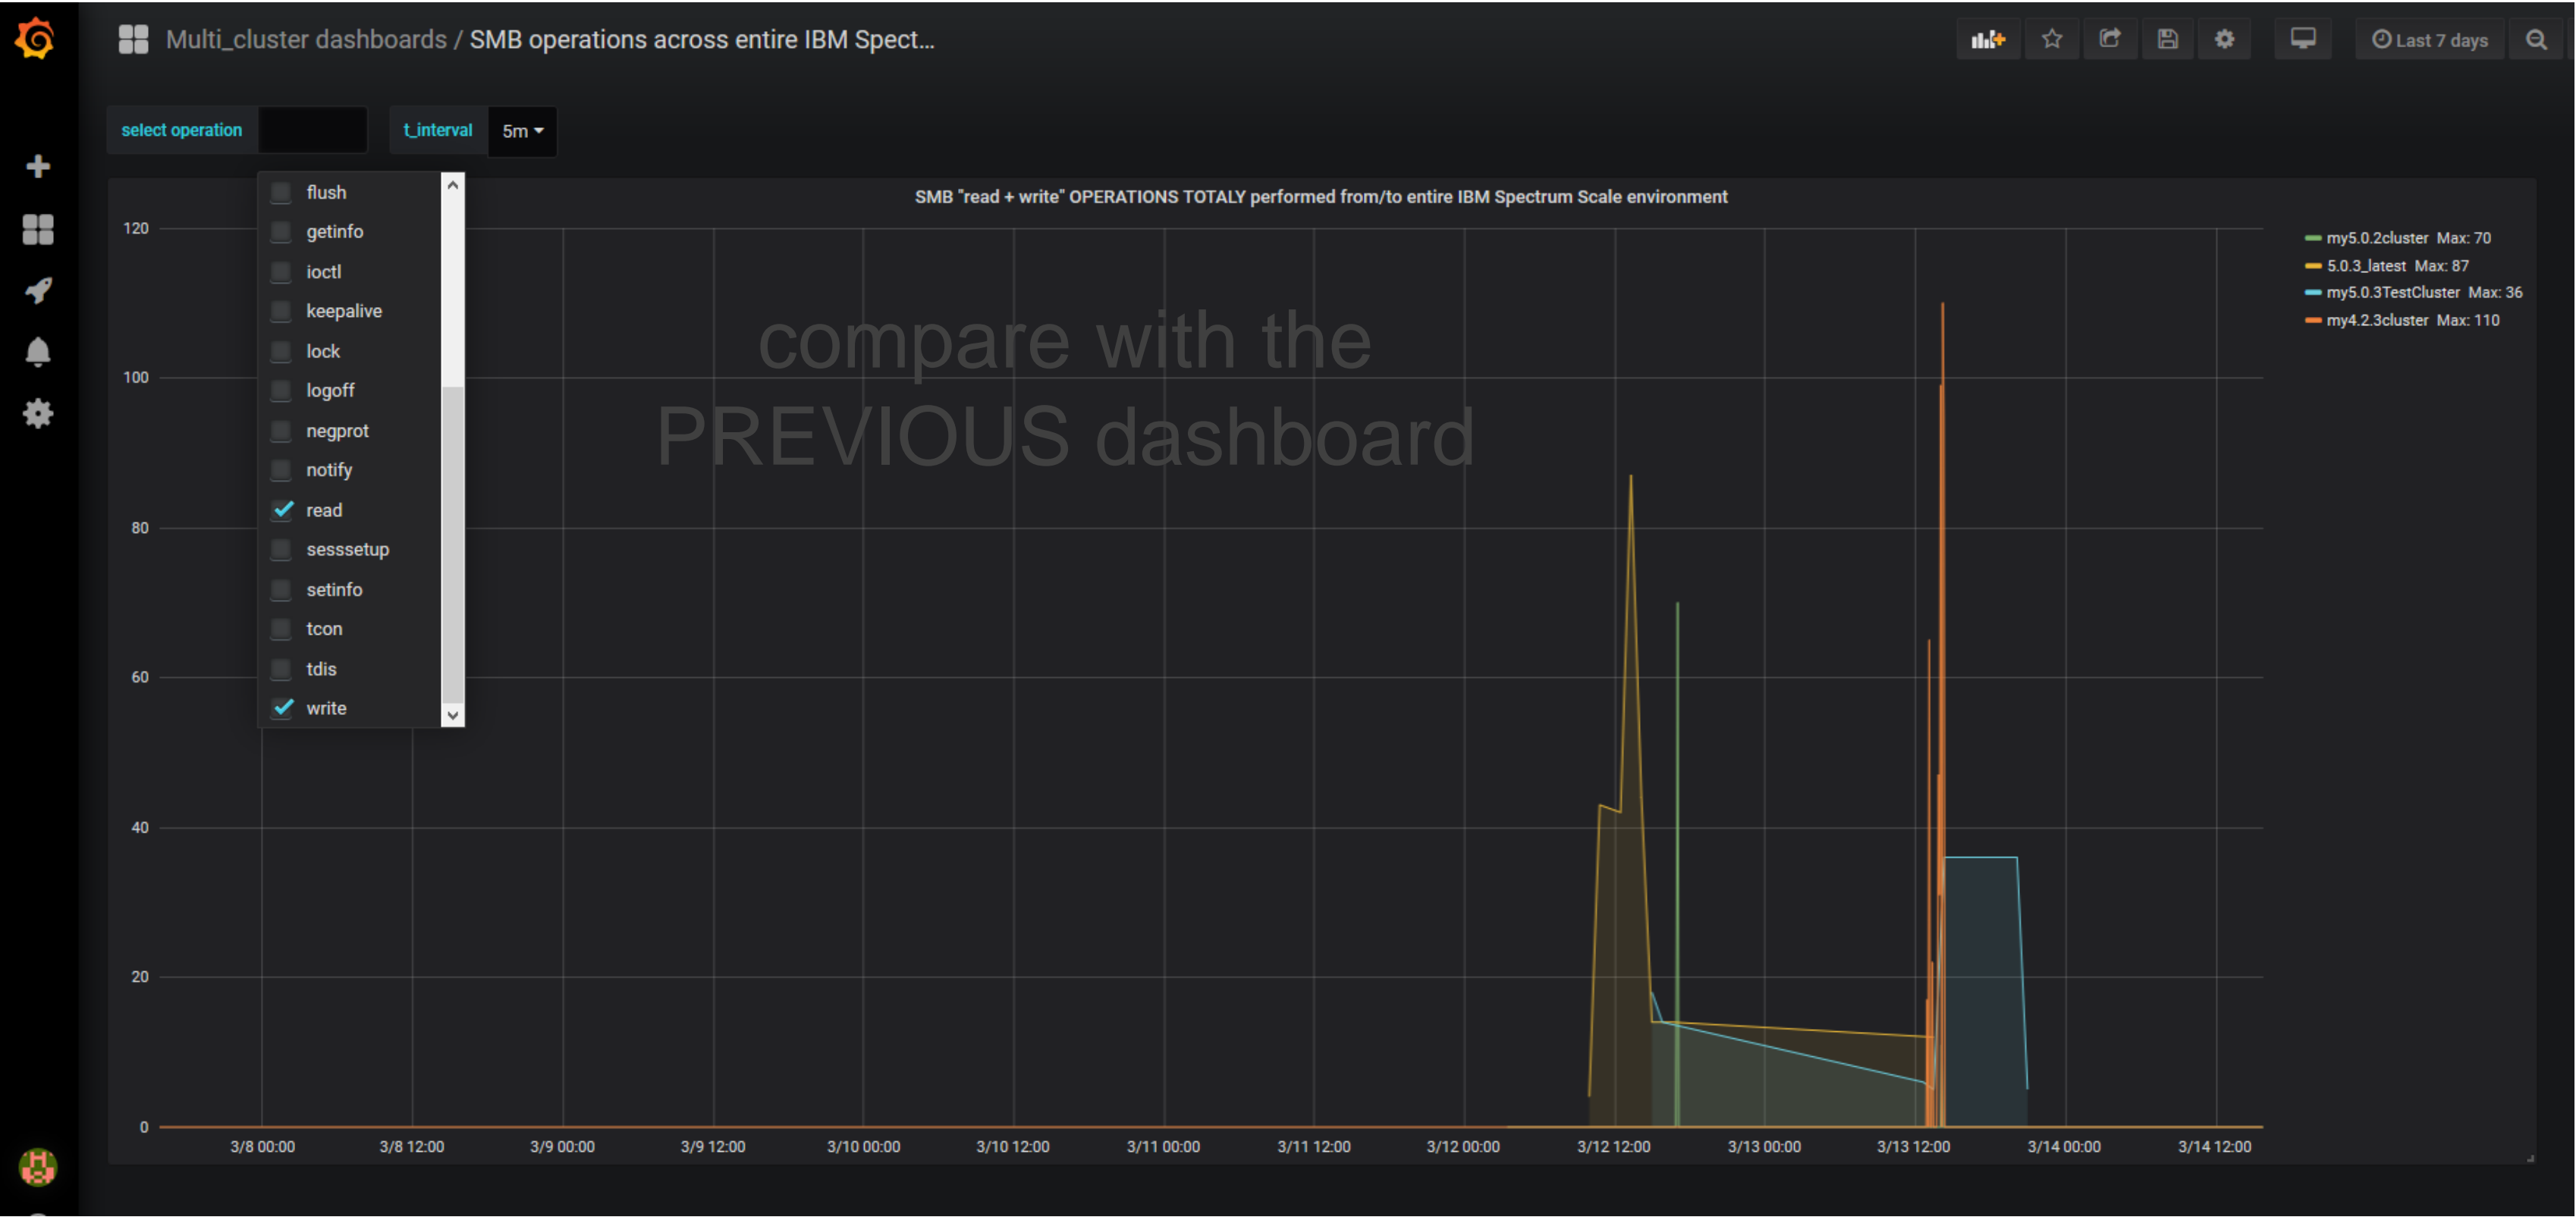 Multi_cluster dashboards / SMB operations across entire IBM Spect...
Last 7 days
select operation
t_interval 5m
flush
getinfo
ioctl
keepalive
lock
logoff
negprot
notify
read
sesssetup
setinfo
tcon
tdis
write
SMB "read + write" OPERATIONS TOTALY performed from/to entire IBM Spectrum Scale environment
compare with the
PREVIOUS dashboard
my5.0.2cluster Max: 70
5.0.3_latest Max: 87
my5.0.3TestCluster Max: 36
my4.2.3cluster Max: 110
120
100
80
60
40
20
0
3/8 00:00 3/8 12:00 3/9 00:00 3/9 12:00 3/10 00:00 3/10 12:00 3/11 00:00 3/11 12:00 3/12 00:00 3/12 12:00 3/13 00:00 3/13 12:00 3/14 00:00 3/14 12:00